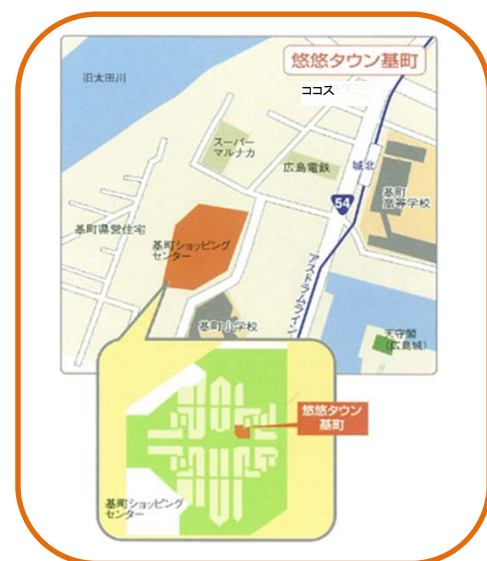 悠悠タウン基町
旧太田川
ココス
スーパー
マルナカ
広島電鉄
城北
54
基町
高等学校
基町県営住宅
基町ショッピング
センター
アストラムライン
基町小学校
天守閣
(広島城)
悠悠タウン
基町
基町ショッピング
センター